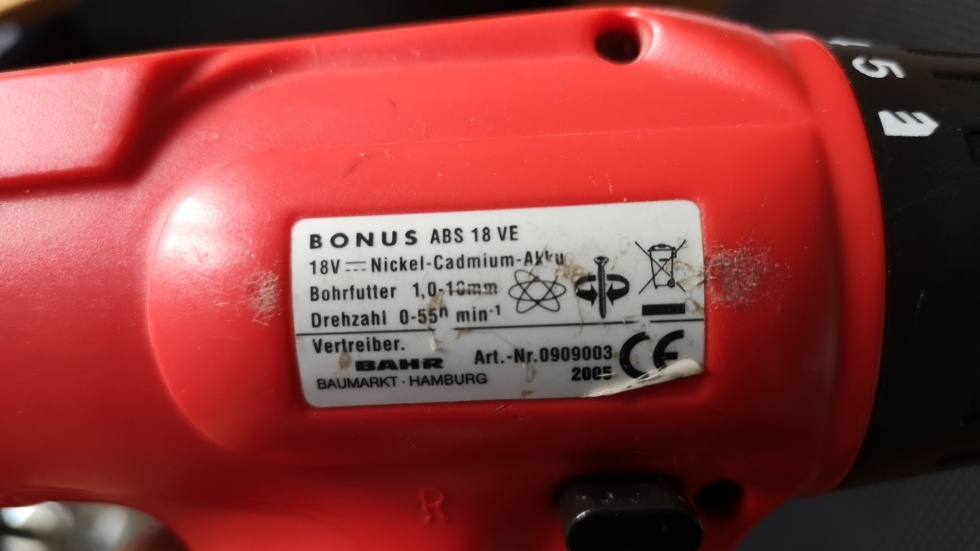 5
BONUS ABS 18 VE
18V Nickel-Cadmium-Akku
Bohrfutter 1,0-10mm
Drehzahl 0-550 min-1
Vertreiber.
BAHR
BAUMARKT · HAMBURG
Art.-Nr.0909003
2005
CE
R